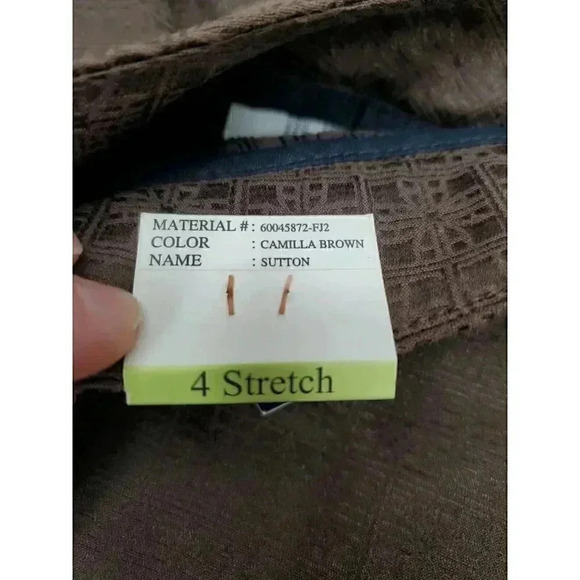 MATERIAL # : 60045872-FJ2
COLOR : CAMILLA BROWN
NAME : SUTTON
4 Stretch